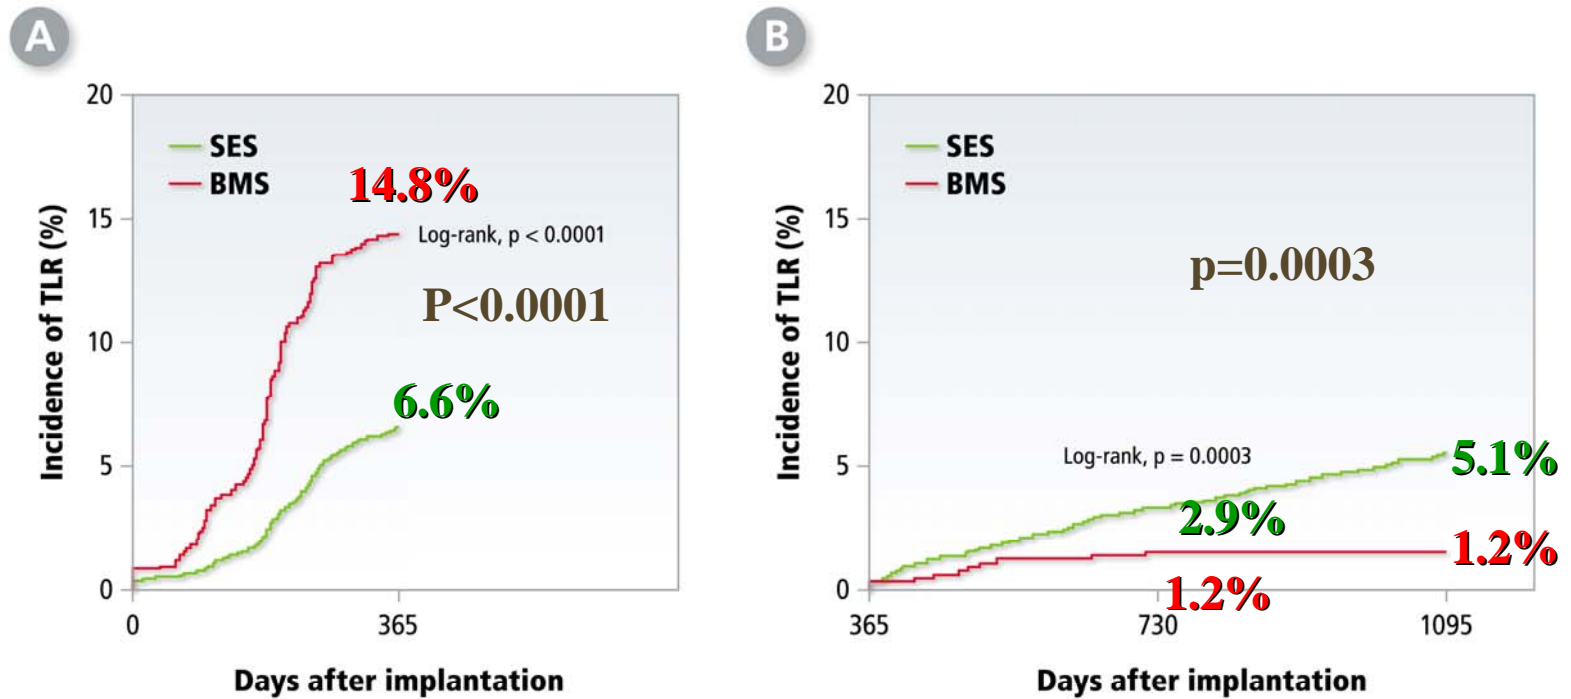 A
20
15
10
5
0
Incidence of TLR (%)
SES
BMS
14.8%
Log-rank, p < 0.0001
P<0.0001
6.6%
0
365
Days after implantation
B
20
15
10
5
0
Incidence of TLR (%)
SES
BMS
p=0.0003
Log-rank, p = 0.0003
5.1%
2.9%
1.2%
1.2%
365
730
1095
Days after implantation